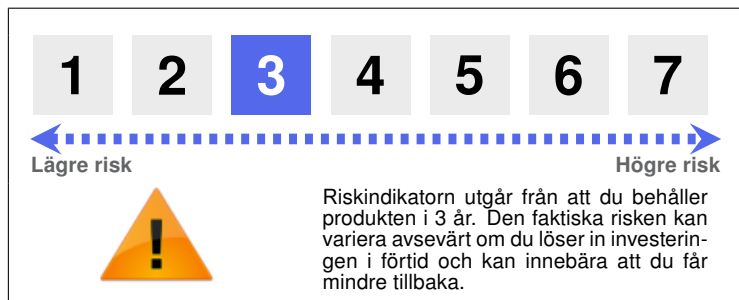 1 2 3 4 5 6 7
Lägre risk Högre risk
!
Riskindikatorn utgår från att du behåller
produkten i 3 år. Den faktiska risken kan
variera avsevärt om du löser in investerin-
gen i förtid och kan innebära att du får
mindre tillbaka.